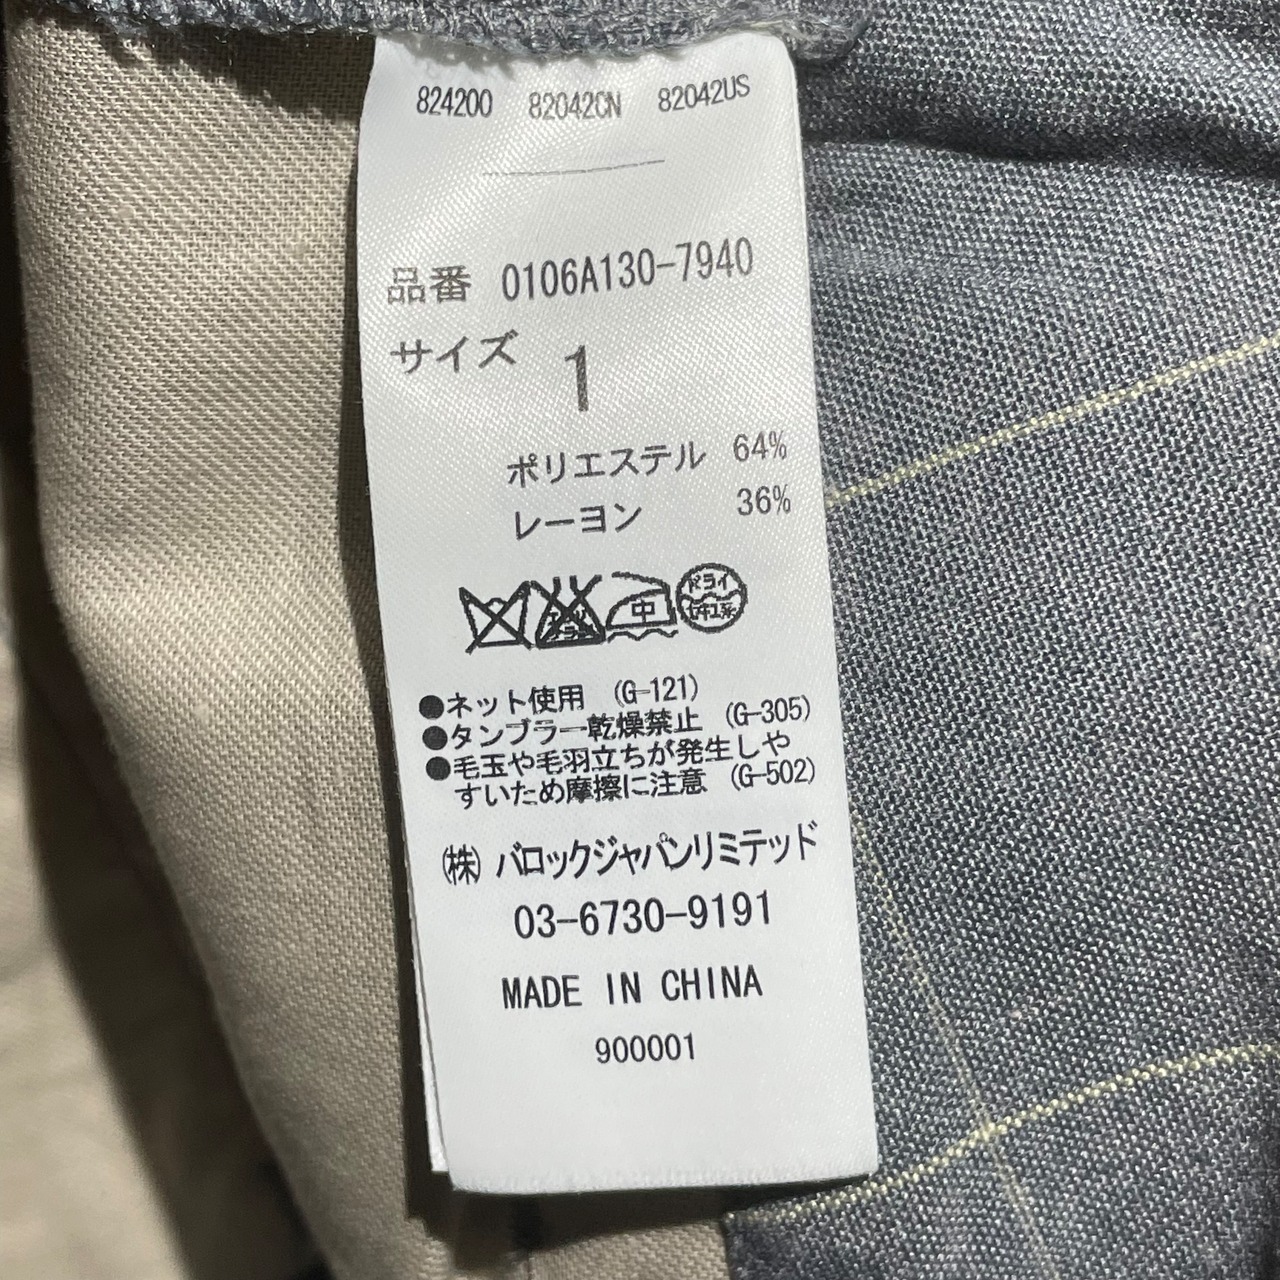 824200 82042CN 82042US
品番 0106A130-7940
サイズ 1
ポリエステル 64%
レーヨン 36%
中 ドライ
●ネット使用 (G-121)
●タンブラー乾燥禁止 (G-305)
●毛玉や毛羽立ちが発生しや
すいため摩擦に注意 (G-502)
(株) バロックジャパンリミテッド
03-6730-9191
MADE IN CHINA
900001